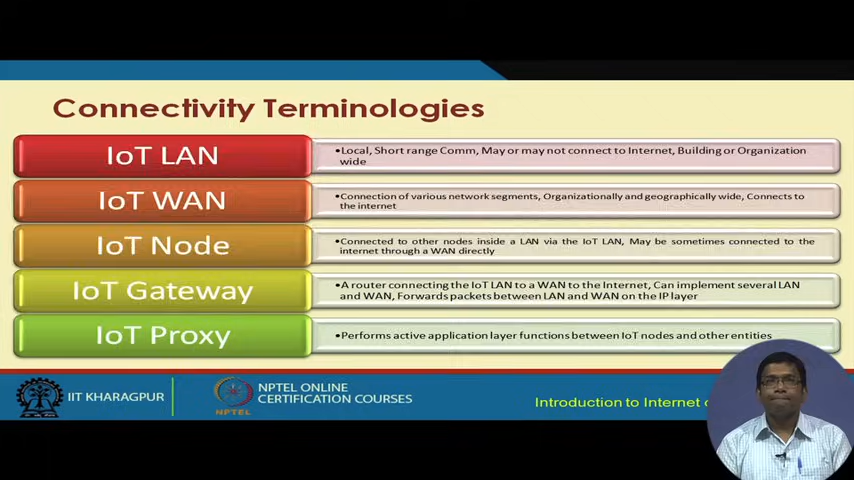 Connectivity Terminologies
IoT LAN
•Local, Short range Comm, May or may not connect to Internet, Building or Organization
wide
IoT WAN
•Connection of various network segments, Organizationally and geographically wide, Connects to
the internet
IoT Node
•Connected to other nodes inside a LAN via the IoT LAN, May be sometimes connected to the
internet through a WAN directly
IoT Gateway
•A router connecting the IoT LAN to a WAN to the Internet, Can implement several LAN
and WAN, Forwards packets between LAN and WAN on the IP layer
IoT Proxy
•Performs active application layer functions between IoT nodes and other entities
IIT KHARAGPUR
NPTEL
NPTEL ONLINE
CERTIFICATION COURSES
Introduction to Internet